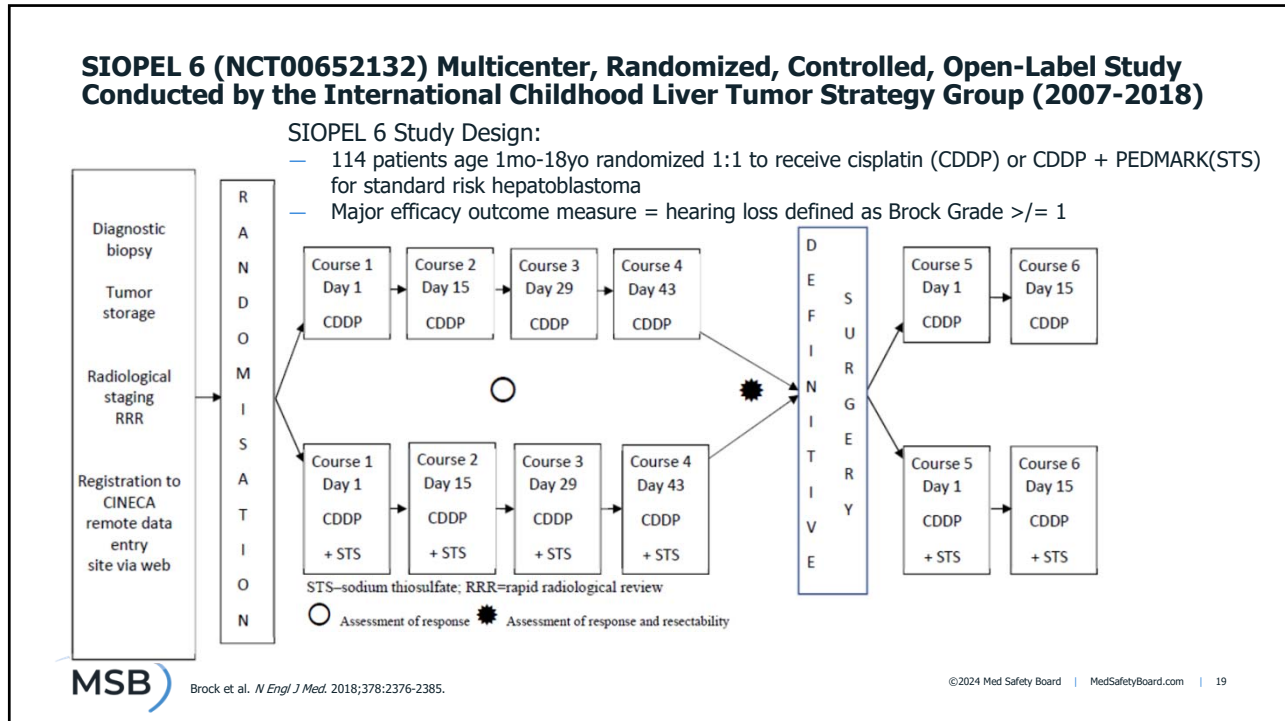 SIOPEL 6 (NCT00652132) Multicenter, Randomized, Controlled, Open-Label Study
Conducted by the International Childhood Liver Tumor Strategy Group (2007-2018)
SIOPEL 6 Study Design:
— 114 patients age 1mo-18yo randomized 1:1 to receive cisplatin (CDDP) or CDDP + PEDMARK(STS)
for standard risk hepatoblastoma
— Major efficacy outcome measure = hearing loss defined as Brock Grade >/= 1
Diagnostic
biopsy
Tumor
storage
Radiological
staging
RRR
Registration to
CINECA
remote data
entry
site via web
R
A
N
D
O
M
I
S
A
T
I
O
N
Course 1
Day 1
CDDP
Course 2
Day 15
CDDP
Course 3
Day 29
CDDP
Course 4
Day 43
CDDP
Course 1
Day 1
CDDP
+ STS
Course 2
Day 15
CDDP
+ STS
Course 3
Day 29
CDDP
+ STS
Course 4
Day 43
CDDP
+ STS
D
E
F
I
N
I
T
I
V
E
S
U
R
G
E
R
Y
Course 5
Day 1
CDDP
Course 6
Day 15
CDDP
Course 5
Day 1
CDDP
+ STS
Course 6
Day 15
CDDP
+ STS
STS–sodium thiosulfate; RRR=rapid radiological review
Assessment of response
Assessment of response and resectability
MSB
Brock et al. N Engl J Med. 2018;378:2376-2385.
©2024 Med Safety Board | MedSafetyBoard.com | 19